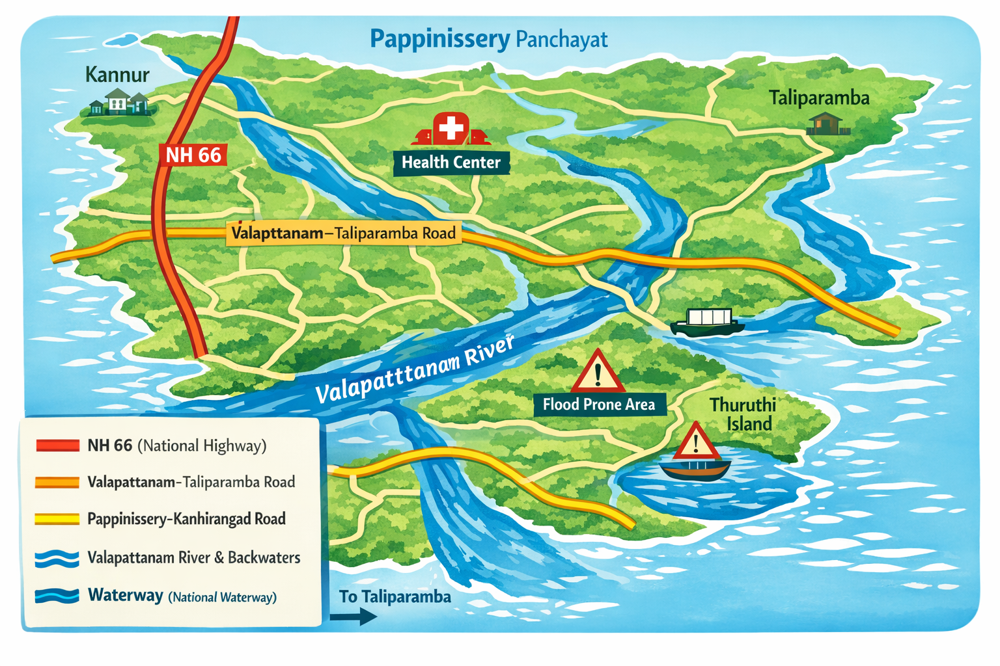 Pappinissery Panchayat
Kannur
Taliparamba
NH 66
Health Center
Valapttanam–Taliparamba Road
Valapatttanam River
Flood Prone Area
Thuruthi
Island
NH 66 (National Highway)
Valapattanam–Taliparamba Road
Pappinissery–Kanhirangad Road
Valapattanam River & Backwaters
Waterway (National Waterway)
To Taliparamba